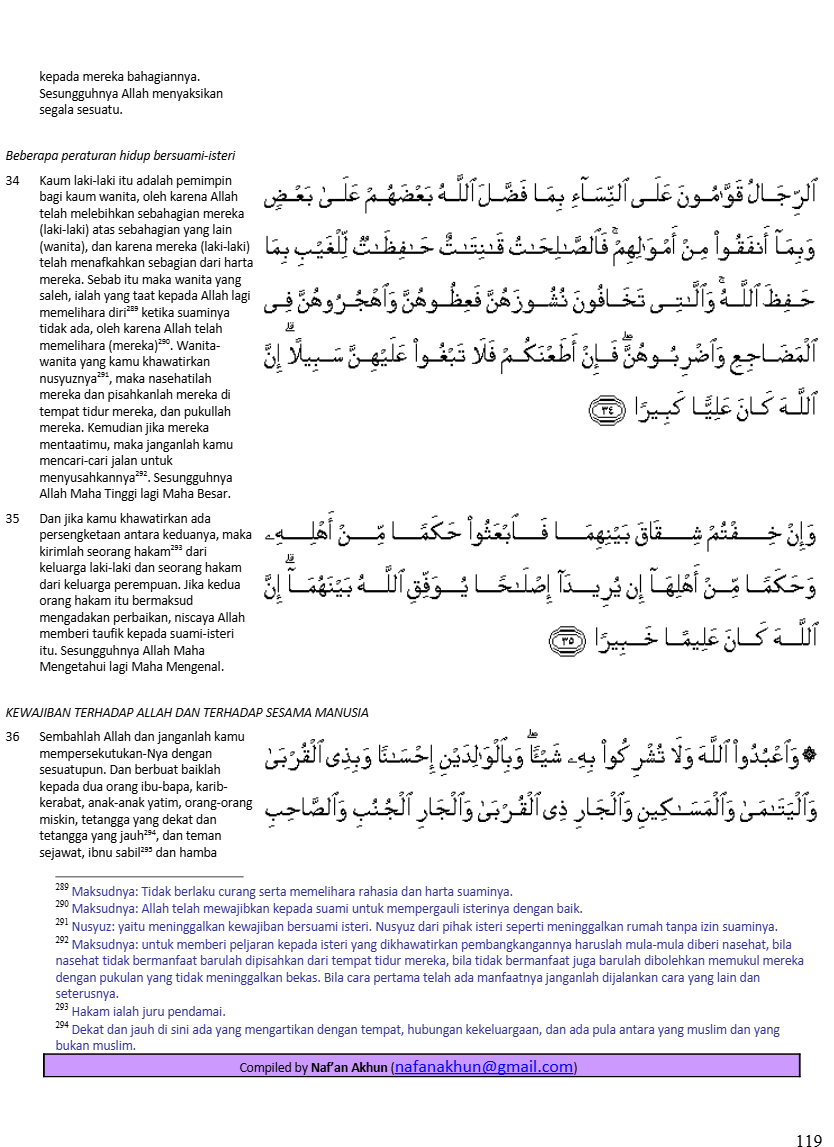 kepada mereka bahagiannya.
Sesungguhnya Allah menyaksikan
segala sesuatu.
Beberapa peraturan hidup bersuami-isteri
34 Kaum laki-laki itu adalah pemimpin
bagi kaum wanita, oleh karena Allah
telah melebihkan sebahagian mereka
(laki-laki) atas sebahagian yang lain
(wanita), dan karena mereka (laki-laki)
telah menafkahkan sebagian dari harta
mereka. Sebab itu maka wanita yang
saleh, ialah yang taat kepada Allah lagi
memelihara diri²⁸⁹ ketika suaminya
tidak ada, oleh karena Allah telah
memelihara (mereka)²⁹⁰. Wanita-
wanita yang kamu khawatirkan
nusyuznya²⁹¹, maka nasehatilah
mereka dan pisahkanlah mereka di
tempat tidur mereka, dan pukullah
mereka. Kemudian jika mereka
mentaatimu, maka janganlah kamu
mencari-cari jalan untuk
menyusahkannya²⁹². Sesungguhnya
Allah Maha Tinggi lagi Maha Besar.
ٱلرِّجَالُ قَوَّٰمُونَ عَلَى ٱلنِّسَآءِ بِمَا فَضَّلَ ٱللَّهُ بَعْضَهُمْ عَلَىٰ بَعْضٍ
وَبِمَآ أَنفَقُوا۟ مِنْ أَمْوَٰلِهِمْ ۚ فَٱلصَّـٰلِحَـٰتُ قَـٰنِتَـٰتٌ حَـٰفِظَـٰتٌ لِّلْغَيْبِ بِمَا
حَفِظَ ٱللَّهُ ۚ وَٱلَّـٰتِى تَخَافُونَ نُشُوزَهُنَّ فَعِظُوهُنَّ وَٱهْجُرُوهُنَّ فِى
ٱلْمَضَاجِعِ وَٱضْرِبُوهُنَّ ۖ فَإِنْ أَطَعْنَكُمْ فَلَا تَبْغُوا۟ عَلَيْهِنَّ سَبِيلًا ۗ إِنَّ
ٱللَّهَ كَانَ عَلِيًّا كَبِيرًا ٣٤
35 Dan jika kamu khawatirkan ada
persengketaan antara keduanya, maka
kirimlah seorang hakam²⁹³ dari
keluarga laki-laki dan seorang hakam
dari keluarga perempuan. Jika kedua
orang hakam itu bermaksud
mengadakan perbaikan, niscaya Allah
memberi taufik kepada suami-isteri
itu. Sesungguhnya Allah Maha
Mengetahui lagi Maha Mengenal.
وَإِنْ خِفْتُمْ شِقَاقَ بَيْنِهِمَا فَٱبْعَثُوا۟ حَكَمًا مِّنْ أَهْلِهِۦ
وَحَكَمًا مِّنْ أَهْلِهَآ إِن يُرِيدَآ إِصْلَـٰحًا يُوَفِّقِ ٱللَّهُ بَيْنَهُمَآ ۗ إِنَّ
ٱللَّهَ كَانَ عَلِيمًا خَبِيرًا ٣٥
KEWAJIBAN TERHADAP ALLAH DAN TERHADAP SESAMA MANUSIA
36 Sembahlah Allah dan janganlah kamu
mempersekutukan-Nya dengan
sesuatupun. Dan berbuat baiklah
kepada dua orang ibu-bapa, karib-
kerabat, anak-anak yatim, orang-orang
miskin, tetangga yang dekat dan
tetangga yang jauh²⁹⁴, dan teman
sejawat, ibnu sabil²⁹⁵ dan hamba
۞ وَٱعْبُدُوا۟ ٱللَّهَ وَلَا تُشْرِكُوا۟ بِهِۦ شَيْـًٔا ۖ وَبِٱلْوَٰلِدَيْنِ إِحْسَـٰنًا وَبِذِى ٱلْقُرْبَىٰ
وَٱلْيَتَـٰمَىٰ وَٱلْمَسَـٰكِينِ وَٱلْجَارِ ذِى ٱلْقُرْبَىٰ وَٱلْجَارِ ٱلْجُنُبِ وَٱلصَّاحِبِ
²⁸⁹ Maksudnya: Tidak berlaku curang serta memelihara rahasia dan harta suaminya.
²⁹⁰ Maksudnya: Allah telah mewajibkan kepada suami untuk mempergauli isterinya dengan baik.
²⁹¹ Nusyuz: yaitu meninggalkan kewajiban bersuami isteri. Nusyuz dari pihak isteri seperti meninggalkan rumah tanpa izin suaminya.
²⁹² Maksudnya: untuk memberi peljaran kepada isteri yang dikhawatirkan pembangkangannya haruslah mula-mula diberi nasehat, bila
nasehat tidak bermanfaat barulah dipisahkan dari tempat tidur mereka, bila tidak bermanfaat juga barulah dibolehkan memukul mereka
dengan pukulan yang tidak meninggalkan bekas. Bila cara pertama telah ada manfaatnya janganlah dijalankan cara yang lain dan
seterusnya.
²⁹³ Hakam ialah juru pendamai.
²⁹⁴ Dekat dan jauh di sini ada yang mengartikan dengan tempat, hubungan kekeluargaan, dan ada pula antara yang muslim dan yang
bukan muslim.
Compiled by Naf’an Akhun (nafanakhun@gmail.com)
119